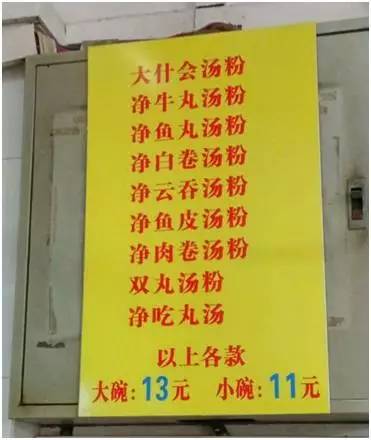 大什会汤粉
净牛丸汤粉
净鱼丸汤粉
净白卷汤粉
净云吞汤粉
净鱼皮汤粉
净肉卷汤粉
双丸汤粉
净吃丸汤
以上各款
大碗:13元 小碗:11元